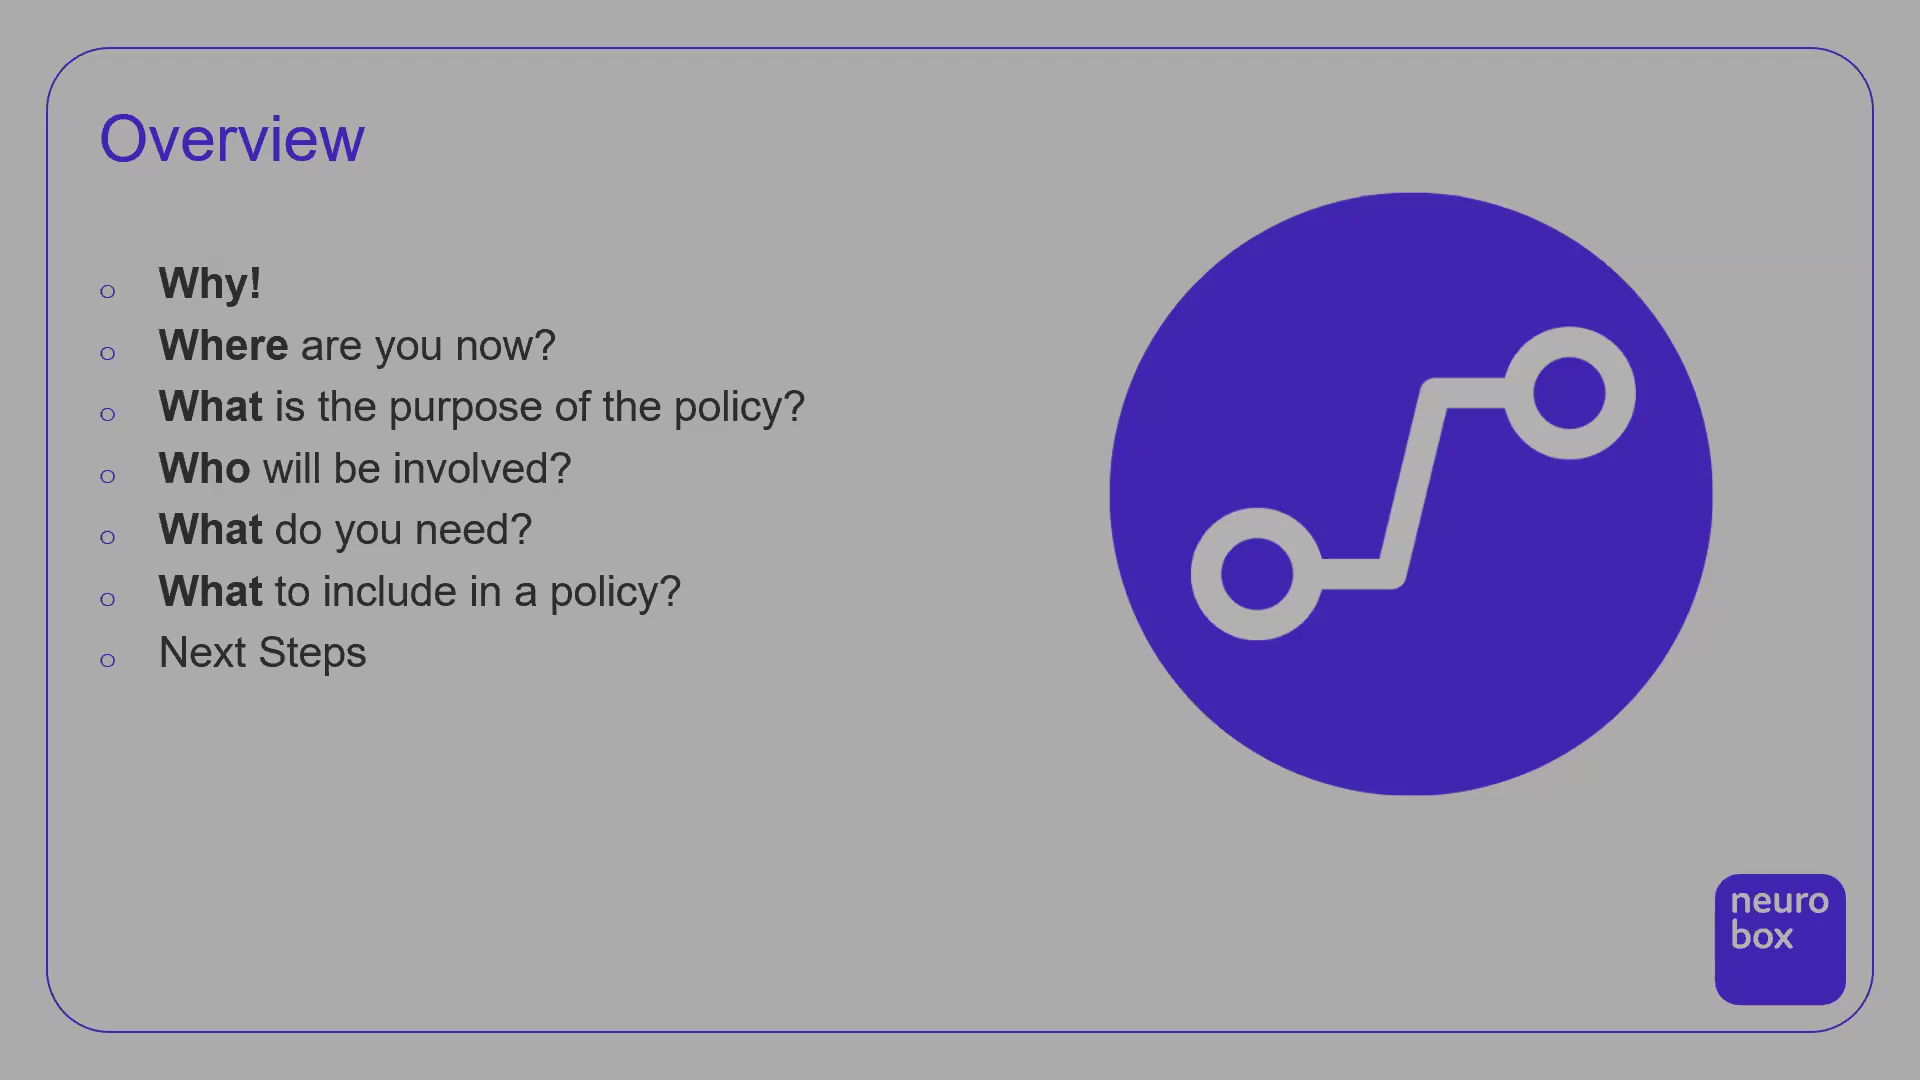 Overview
Why!
Where are you now?
What is the purpose of the policy?
Who will be involved?
What do you need?
What to include in a policy?
Next Steps
neuro
box